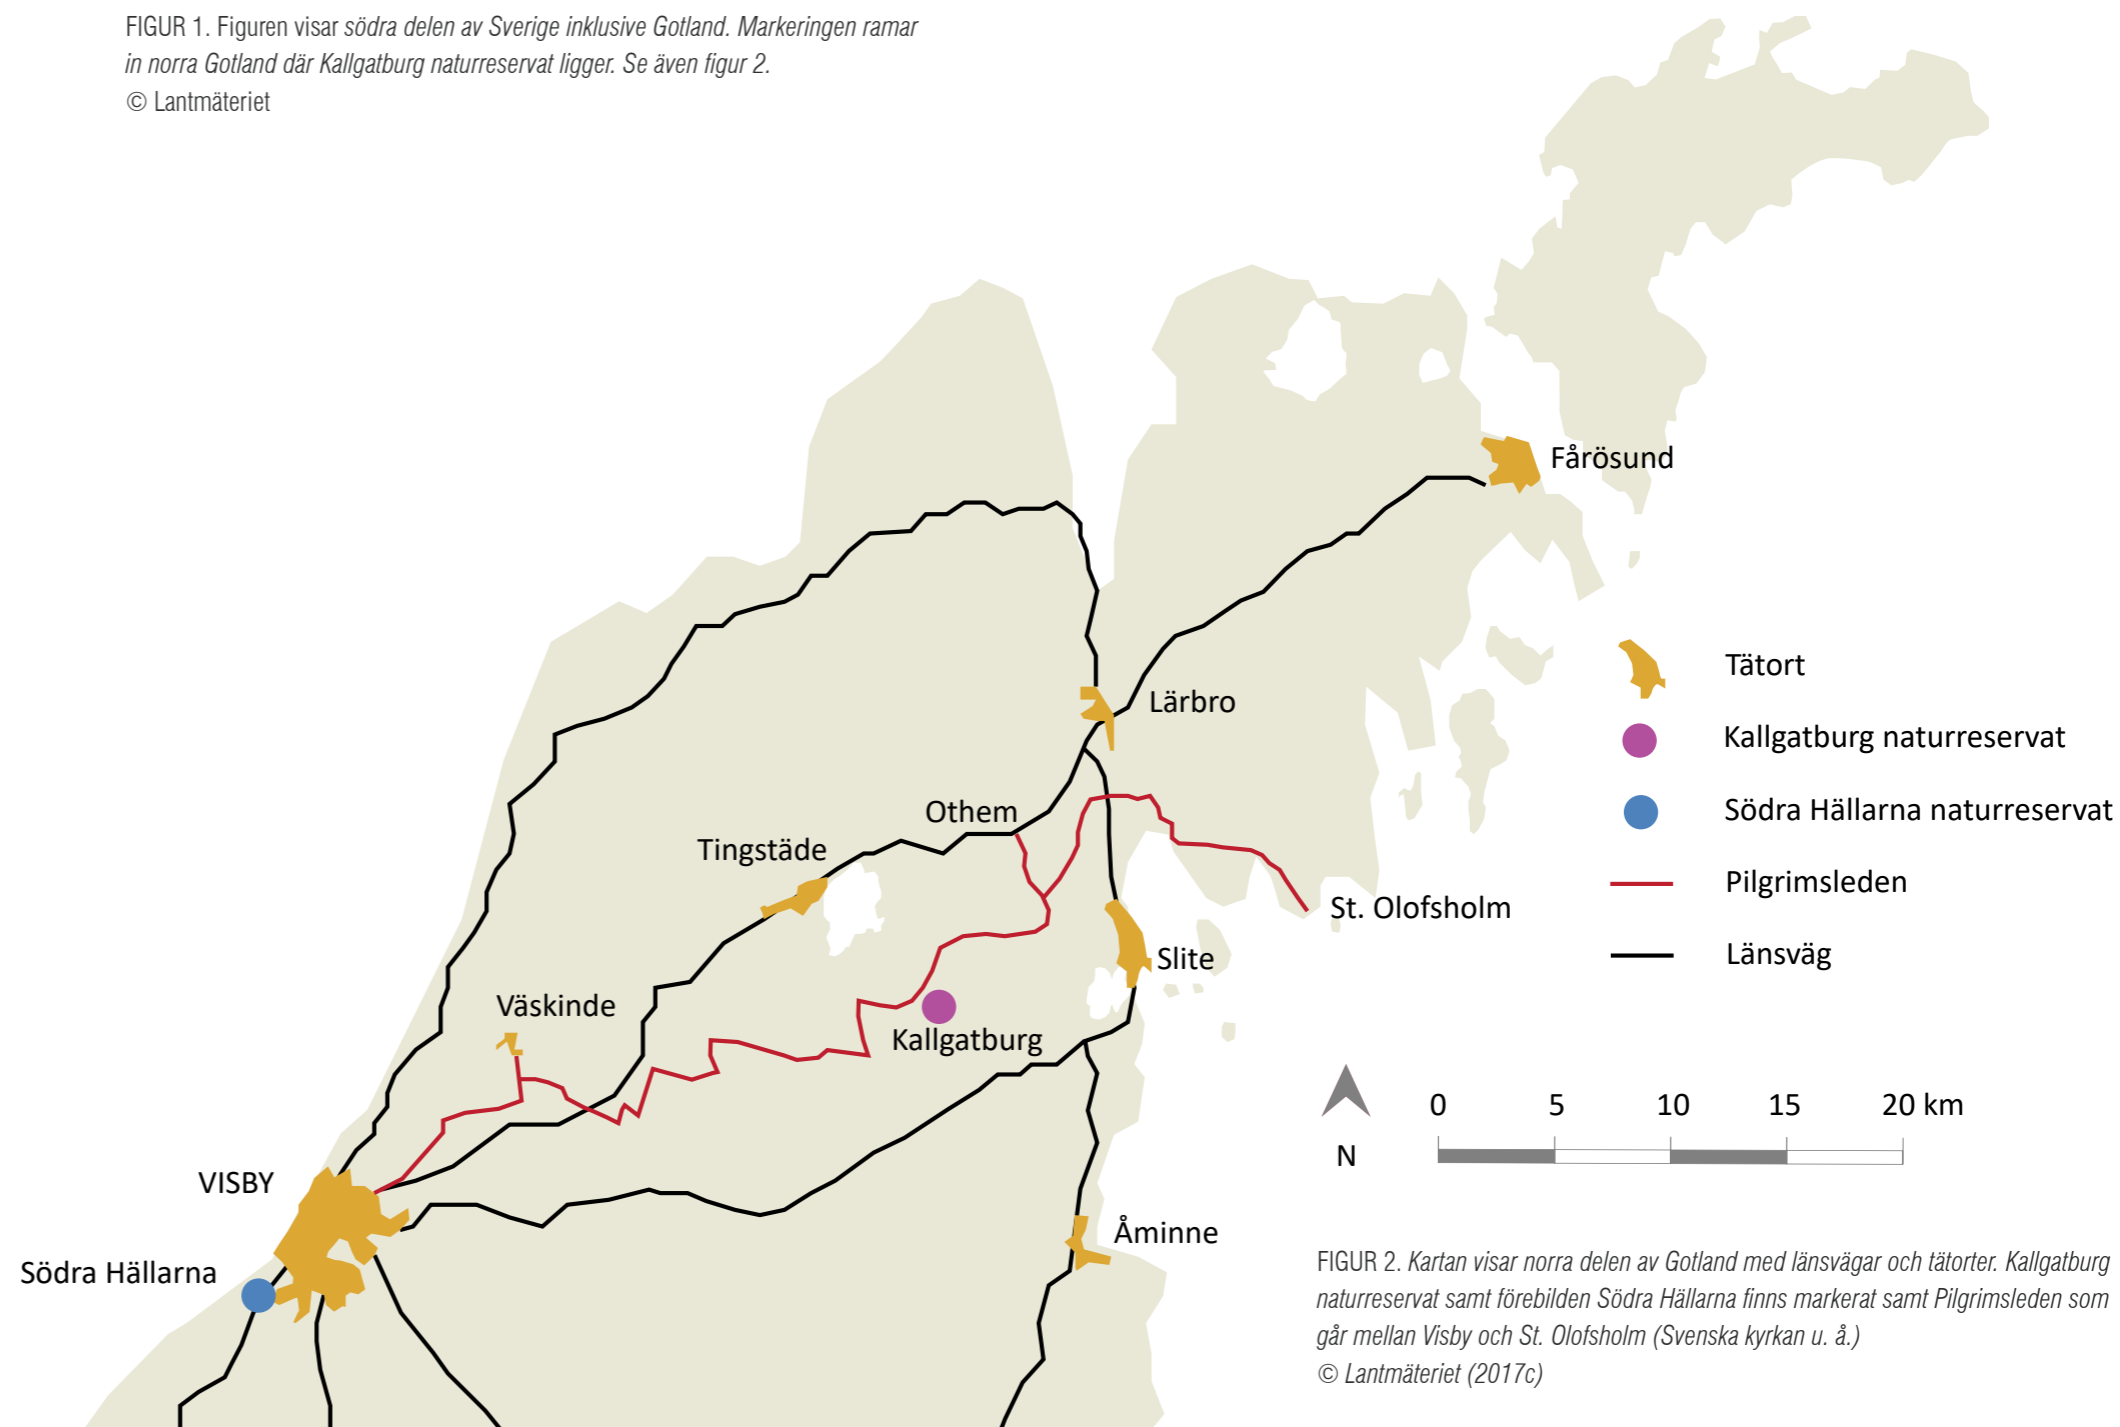 FIGUR 1. Figuren visar södra delen av Sverige inklusive Gotland. Markeringen ramar
in norra Gotland där Kallgatburg naturreservat ligger. Se även figur 2.
© Lantmäteriet
Fårösund
Lärbro
Othem
Tingstäde
St. Olofsholm
Slite
Väskinde
Kallgatburg
VISBY
Åminne
Södra Hällarna
Tätort
Kallgatburg naturreservat
Södra Hällarna naturreservat
Pilgrimsleden
Länsväg
0 5 10 15 20 km
N
FIGUR 2. Kartan visar norra delen av Gotland med länsvägar och tätorter. Kallgatburg
naturreservat samt förebilden Södra Hällarna finns markerat samt Pilgrimsleden som
går mellan Visby och St. Olofsholm (Svenska kyrkan u. å.)
© Lantmäteriet (2017c)